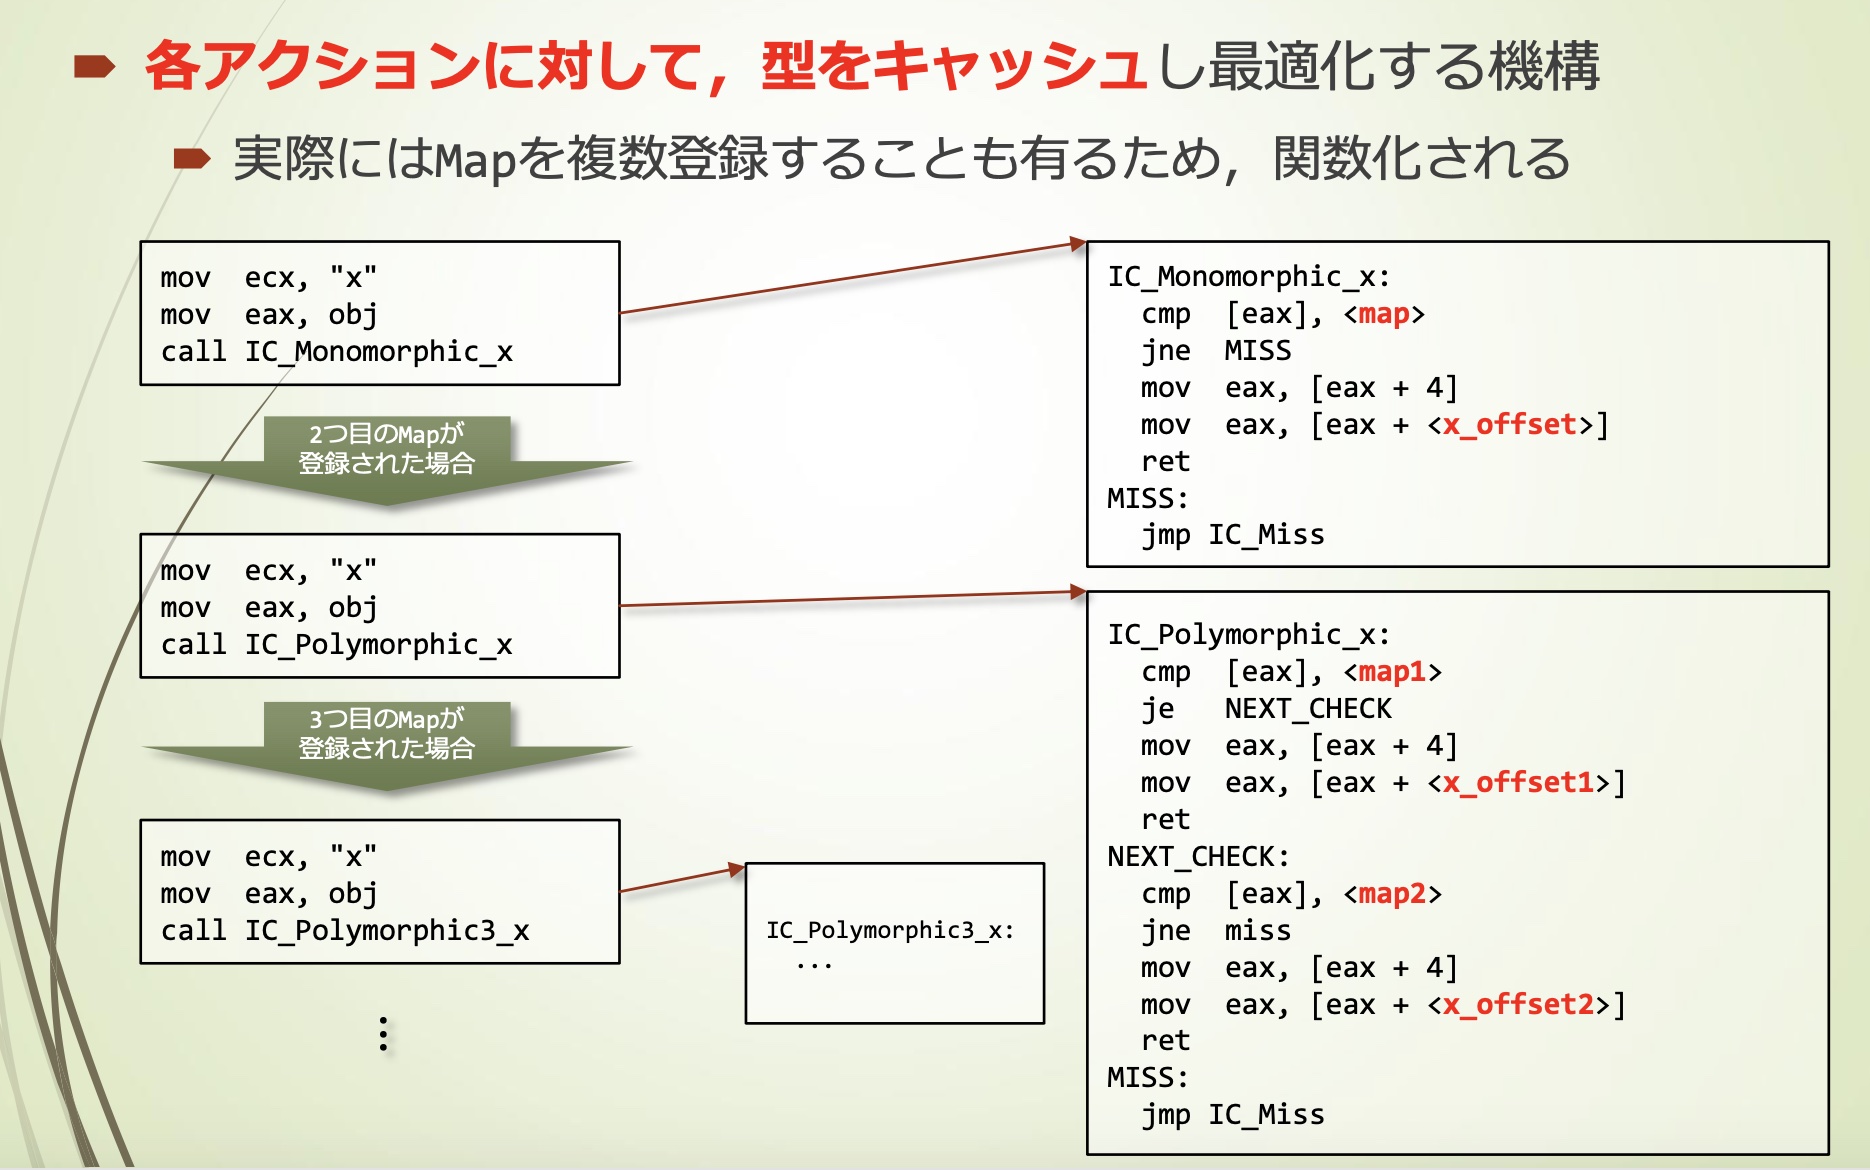 各アクションに対して，型をキャッシュし最適化する機構
実際にはMapを複数登録することも有るため，関数化される
mov  ecx, "x"
mov  eax, obj
call IC_Monomorphic_x
2つ目のMapが
登録された場合
mov  ecx, "x"
mov  eax, obj
call IC_Polymorphic_x
3つ目のMapが
登録された場合
mov  ecx, "x"
mov  eax, obj
call IC_Polymorphic3_x
⋮
IC_Polymorphic3_x:
  ...
IC_Monomorphic_x:
  cmp  [eax], <map>
  jne  MISS
  mov  eax, [eax + 4]
  mov  eax, [eax + <x_offset>]
  ret
MISS:
  jmp IC_Miss
IC_Polymorphic_x:
  cmp  [eax], <map1>
  je   NEXT_CHECK
  mov  eax, [eax + 4]
  mov  eax, [eax + <x_offset1>]
  ret
NEXT_CHECK:
  cmp  [eax], <map2>
  jne  miss
  mov  eax, [eax + 4]
  mov  eax, [eax + <x_offset2>]
  ret
MISS:
  jmp IC_Miss